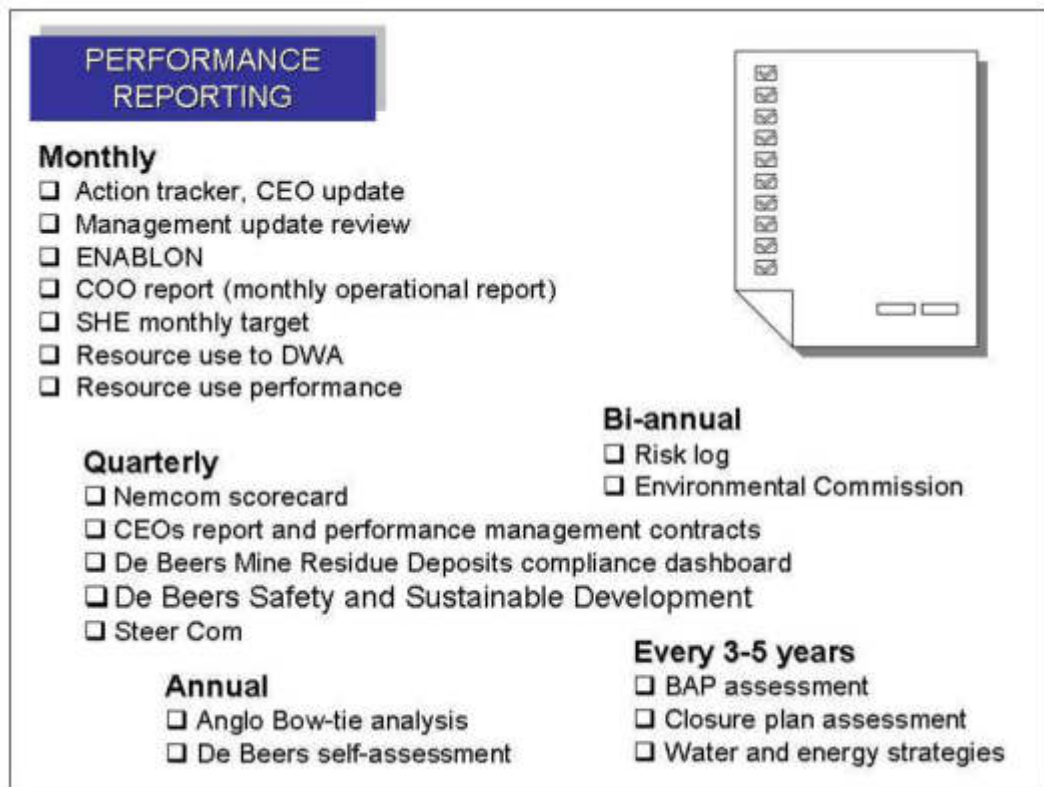 PERFORMANCE
REPORTING
Monthly
❑ Action tracker, CEO update
❑ Management update review
❑ ENABLON
❑ COO report (monthly operational report)
❑ SHE monthly target
❑ Resource use to DWA
❑ Resource use performance
Bi-annual
❑ Risk log
❑ Environmental Commission
Quarterly
❑ Nemcom scorecard
❑ CEOs report and performance management contracts
❑ De Beers Mine Residue Deposits compliance dashboard
❑ De Beers Safety and Sustainable Development
❑ Steer Com
Every 3-5 years
❑ BAP assessment
❑ Closure plan assessment
❑ Water and energy strategies
Annual
❑ Anglo Bow-tie analysis
❑ De Beers self-assessment